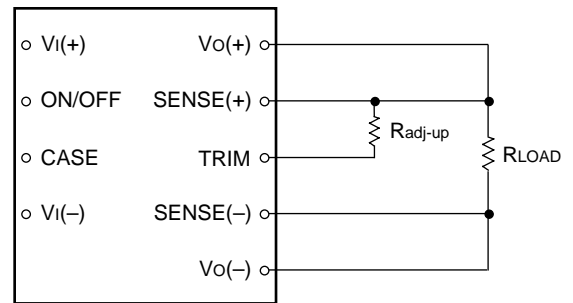 VI(+) VO(+)
ON/OFF SENSE(+)
Radj-up
CASE TRIM RLOAD
VI(–) SENSE(–)
VO(–)